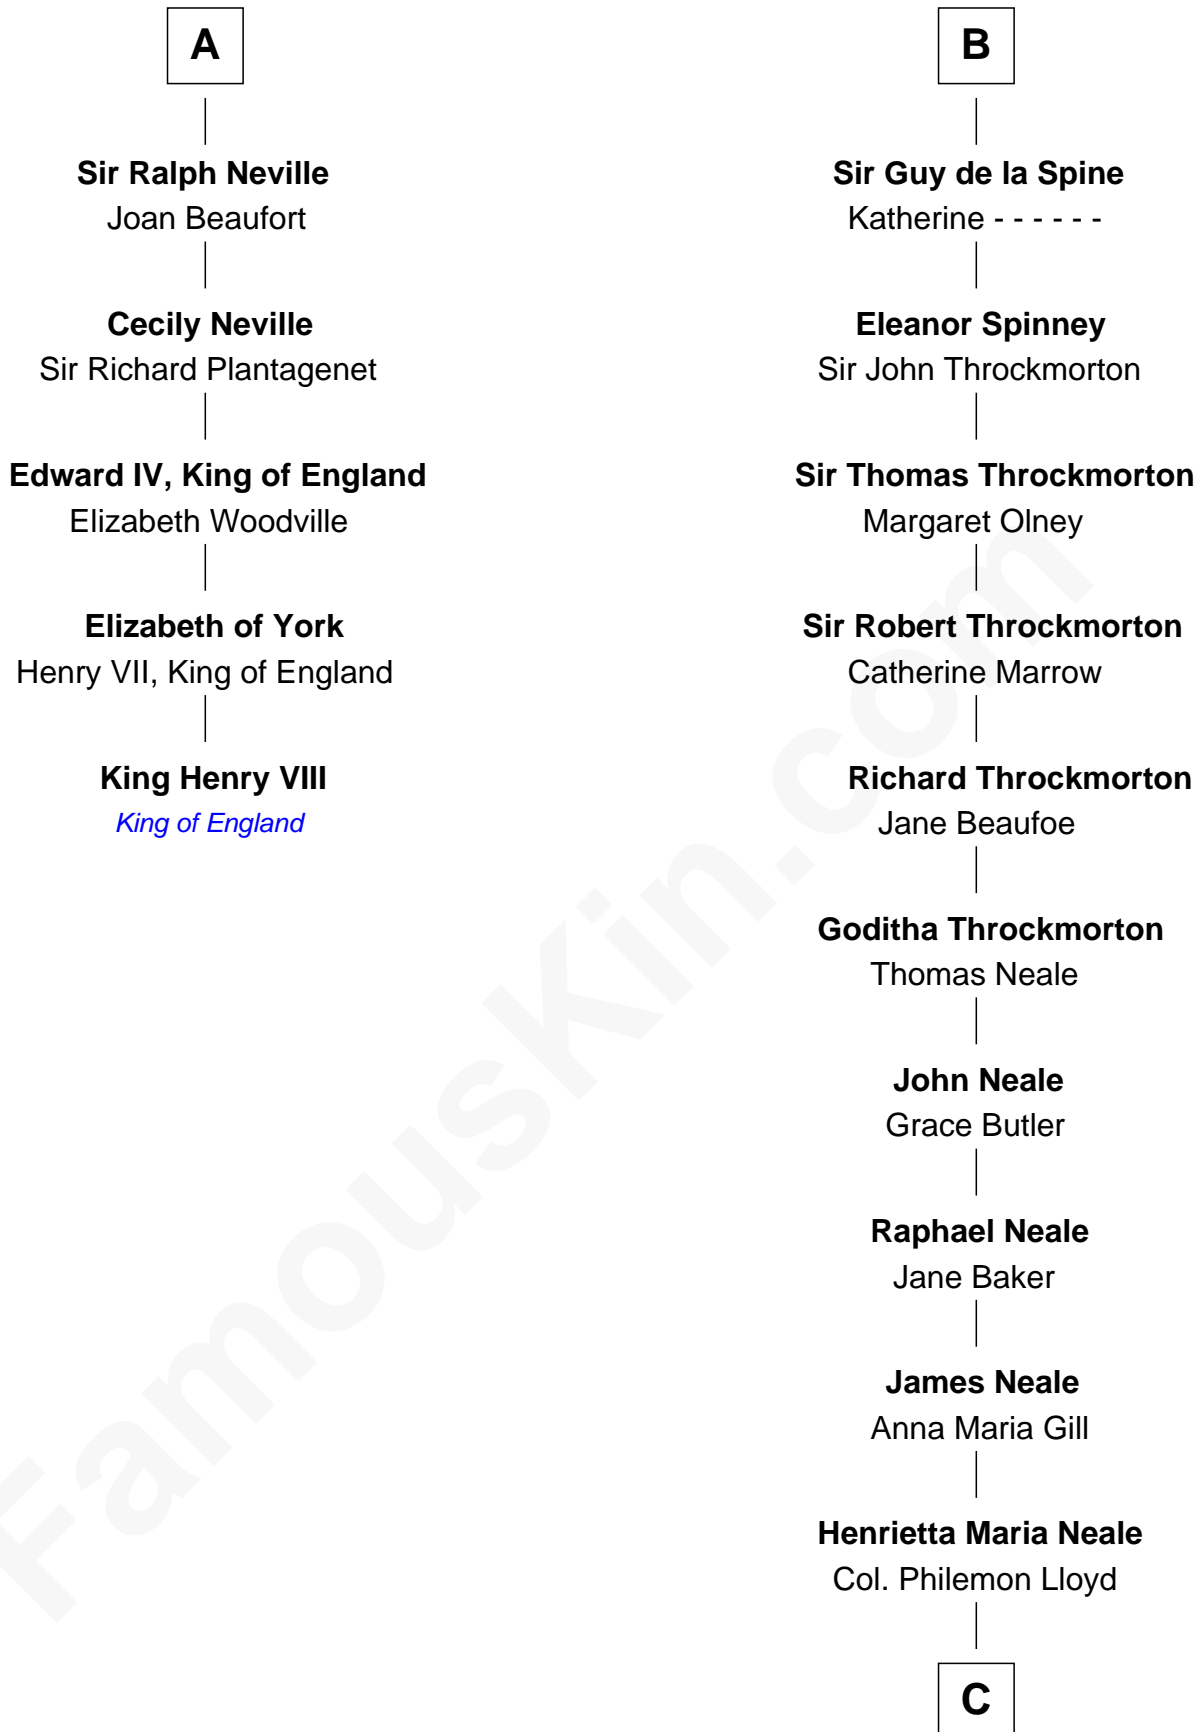 A
Sir Ralph Neville
Joan Beaufort
Cecily Neville
Sir Richard Plantagenet
Edward IV, King of England
Elizabeth Woodville
Elizabeth of York
Henry VII, King of England
King Henry VIII
King of England
B
Sir Guy de la Spine
Katherine - - - - - -
Eleanor Spinney
Sir John Throckmorton
Sir Thomas Throckmorton
Margaret Olney
Sir Robert Throckmorton
Catherine Marrow
Richard Throckmorton
Jane Beaufoe
Goditha Throckmorton
Thomas Neale
John Neale
Grace Butler
Raphael Neale
Jane Baker
James Neale
Anna Maria Gill
Henrietta Maria Neale
Col. Philemon Lloyd
C
FamousKin.com